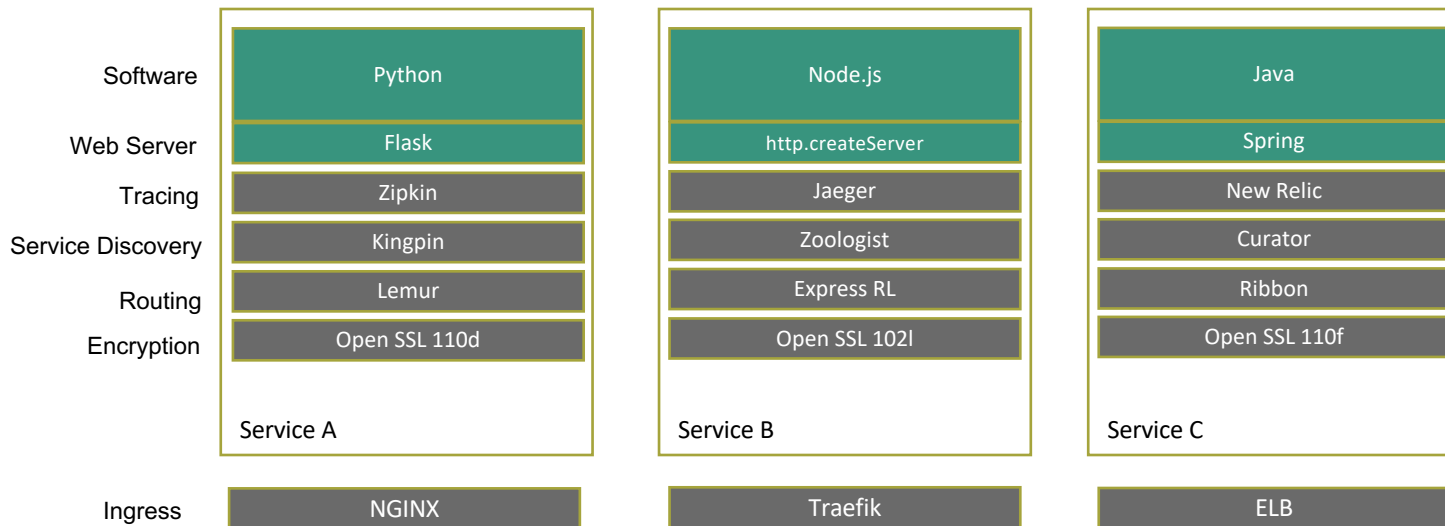 Software Python Node.js Java
Web Server Flask http.createServer Spring
Tracing Zipkin Jaeger New Relic
Service Discovery Kingpin Zoologist Curator
Routing Lemur Express RL Ribbon
Encryption Open SSL 110d Open SSL 102l Open SSL 110f
Service A Service B Service C
Ingress NGINX Traefik ELB